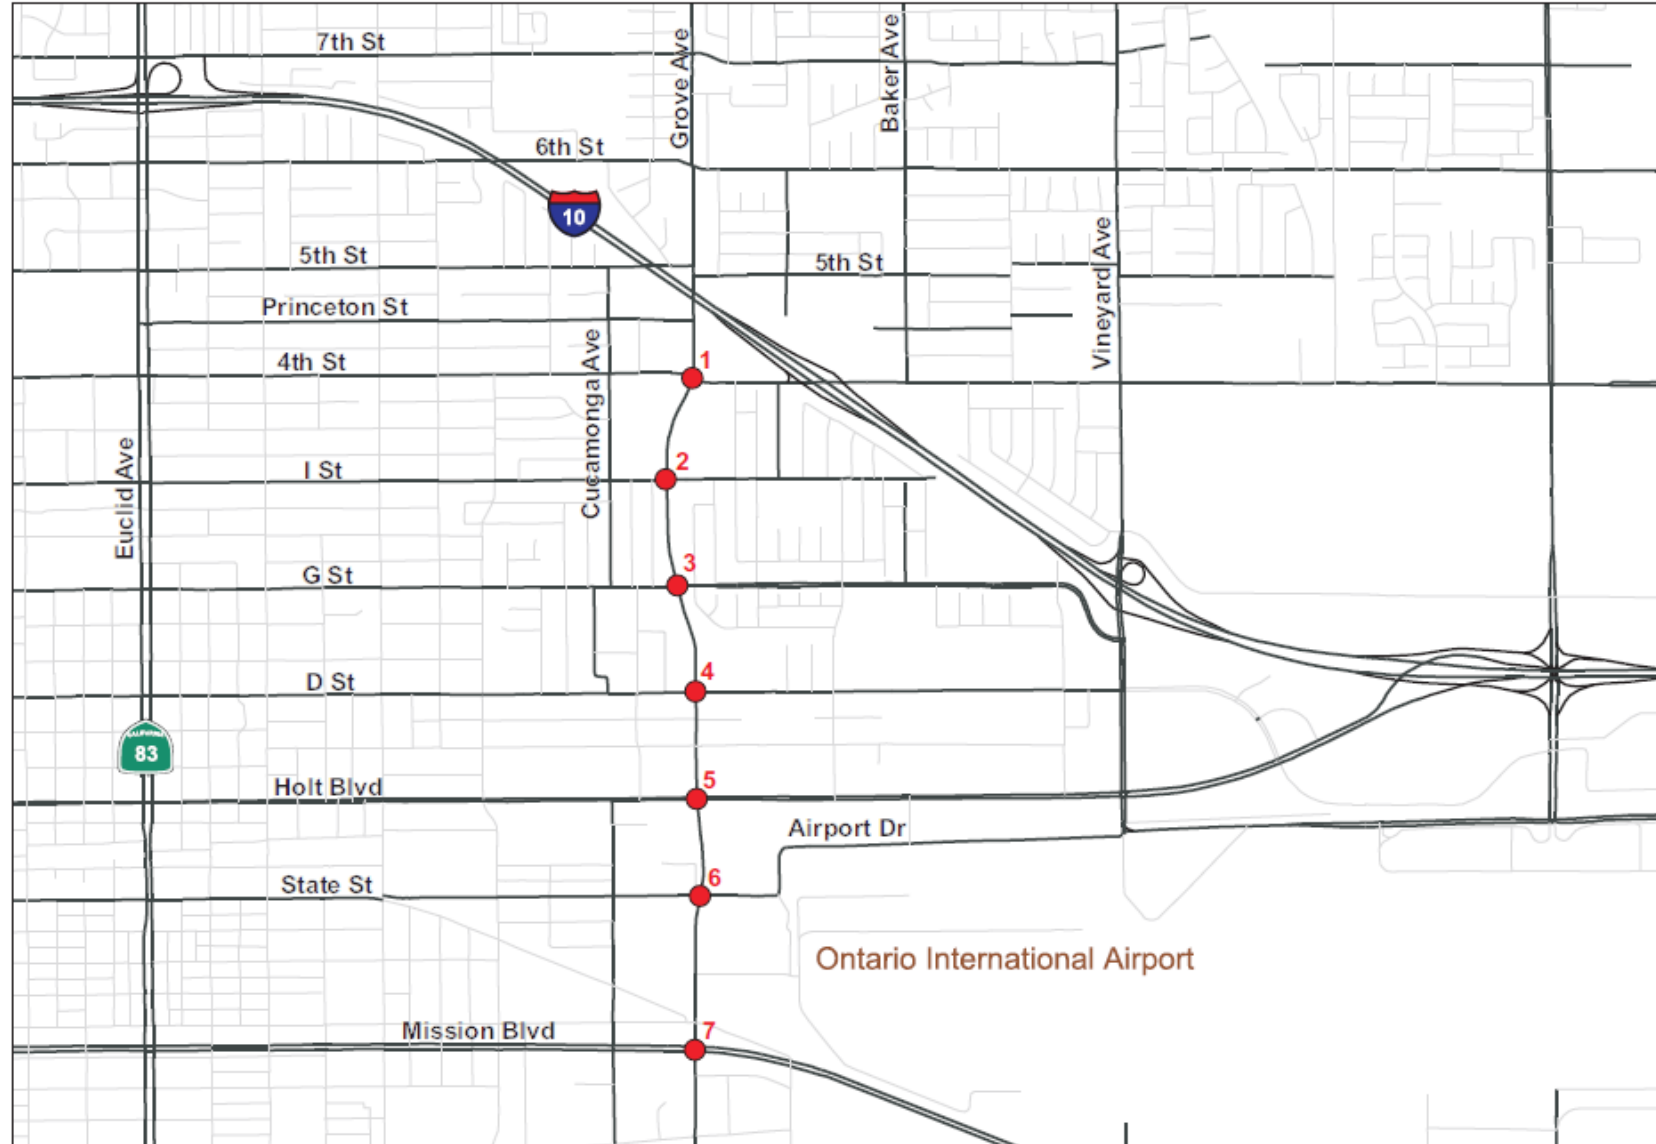 7th St
Grove Ave
Baker Ave
6th St
10
5th St
5th St
Vineyard Ave
Princeton St
4th St
1
Cucamonga Ave
Euclid Ave
I St
2
G St
3
D St
4
CALIFORNIA
83
Holt Blvd
5
Airport Dr
State St
6
Ontario International Airport
Mission Blvd
7